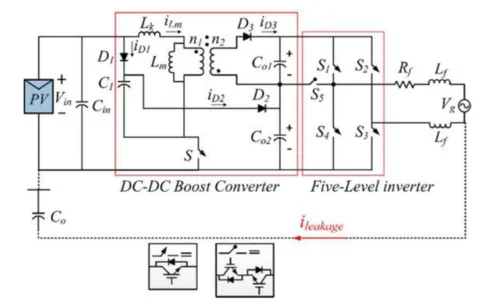 L_k
i_Lm
n_1
n_2
D_3
i_D3
D_1
i_D1
L_m
C_o1
S_1
S_2
R_f
L_f
PV
V_in
C_in
C_1
i_D2
D_2
S_5
V_g
S
C_o2
S_4
S_3
L_f
DC-DC Boost Converter
Five-Level inverter
C_o
i_leakage